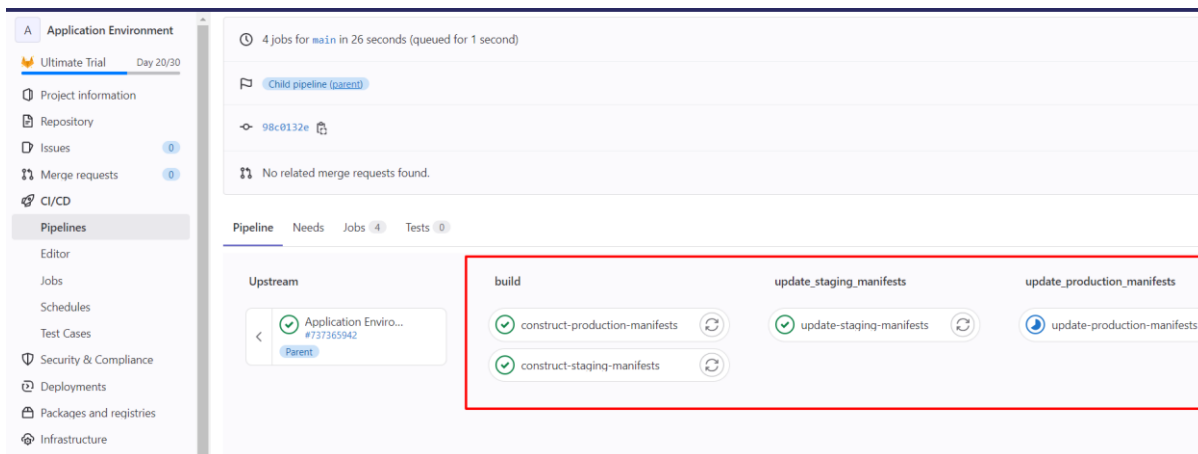 A Application Environment
Ultimate Trial Day 20/30
Project information
Repository
Issues 0
Merge requests 0
CI/CD
Pipelines
Editor
Jobs
Schedules
Test Cases
Security & Compliance
Deployments
Packages and registries
Infrastructure
4 jobs for main in 26 seconds (queued for 1 second)
Child pipeline (parent)
98c0132e
No related merge requests found.
Pipeline Needs Jobs 4 Tests 0
Upstream
Application Enviro...
#737365942
Parent
build
construct-production-manifests
construct-staging-manifests
update_staging_manifests
update-staging-manifests
update_production_manifests
update-production-manifests